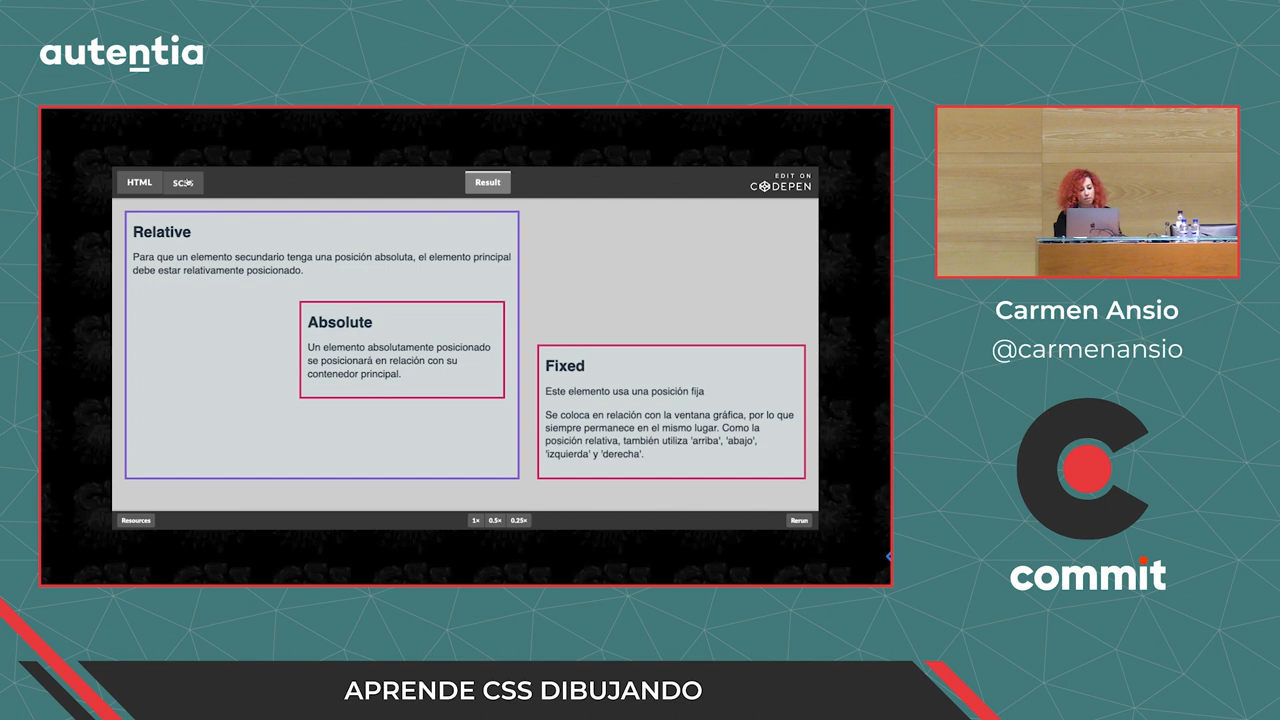 autentia
HTML
SCSS
Result
EDIT ON
CODEPEN
Relative
Para que un elemento secundario tenga una posición absoluta, el elemento principal
debe estar relativamente posicionado.
Absolute
Un elemento absolutamente posicionado
se posicionará en relación con su
contenedor principal.
Fixed
Este elemento usa una posición fija
Se coloca en relación con la ventana gráfica, por lo que
siempre permanece en el mismo lugar. Como la
posición relativa, también utiliza 'arriba', 'abajo',
'izquierda' y 'derecha'.
Resources
1× 0.5× 0.25×
Rerun
Carmen Ansio
@carmenansio
commit
APRENDE CSS DIBUJANDO